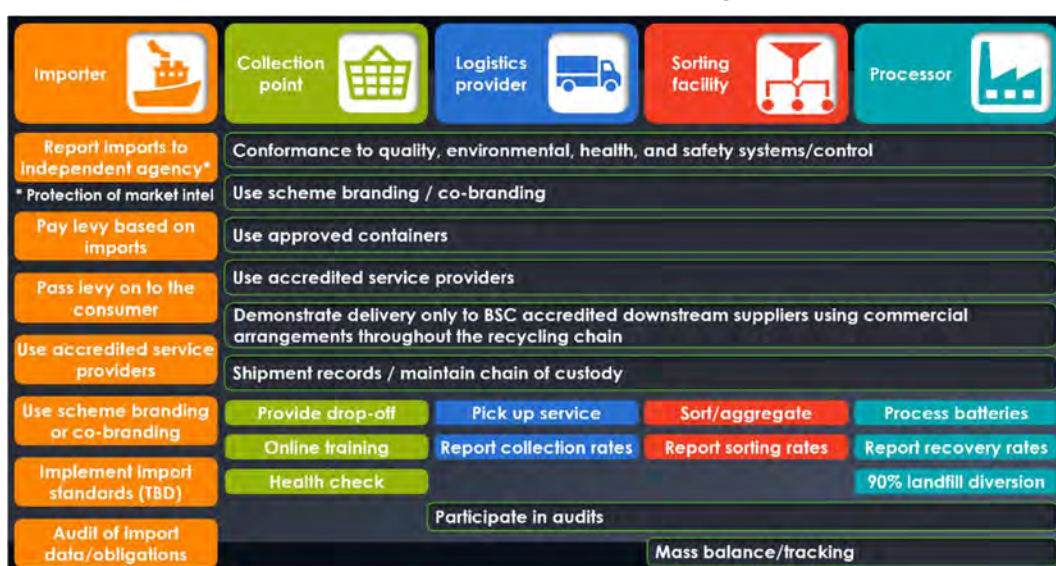 Importer
Collection
point
Logistics
provider
Sorting
facility
Processor
Report imports to
independent agency*
* Protection of market intel
Pay levy based on
imports
Pass levy on to the
consumer
Use accredited service
providers
Use scheme branding
or co-branding
Implement import
standards (TBD)
Audit of import
data/obligations
Conformance to quality, environmental, health, and safety systems/control
Use scheme branding / co-branding
Use approved containers
Use accredited service providers
Demonstrate delivery only to BSC accredited downstream suppliers using commercial
arrangements throughout the recycling chain
Shipment records / maintain chain of custody
Provide drop-off
Pick up service
Sort/aggregate
Process batteries
Online training
Report collection rates
Report sorting rates
Report recovery rates
Health check
90% landfill diversion
Participate in audits
Mass balance/tracking